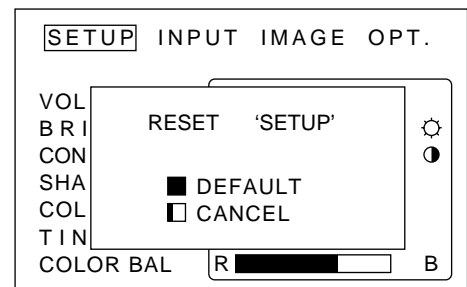 SETUP INPUT IMAGE OPT.
VOL
BRI
RESET 'SETUP'
CON
SHA
DEFAULT
COL
CANCEL
TIN
COLOR BAL R B